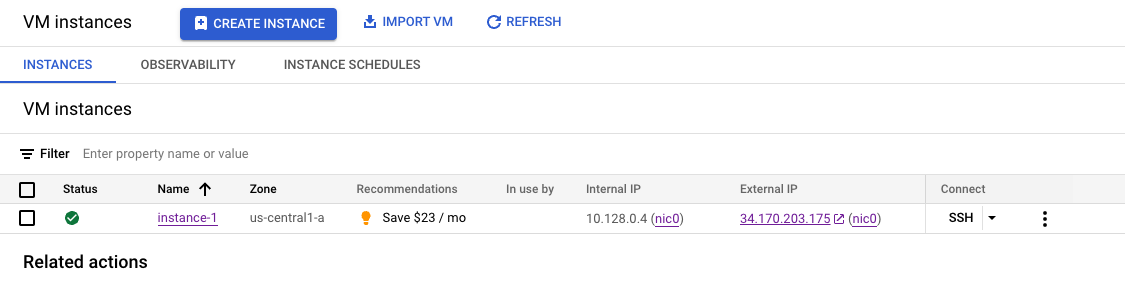 VM instances CREATE INSTANCE IMPORT VM REFRESH
INSTANCES OBSERVABILITY INSTANCE SCHEDULES
VM instances
Filter Enter property name or value
Status Name Zone Recommendations In use by Internal IP External IP Connect
instance-1 us-central1-a Save $23 / mo 10.128.0.4 (nic0) 34.170.203.175 (nic0) SSH
Related actions